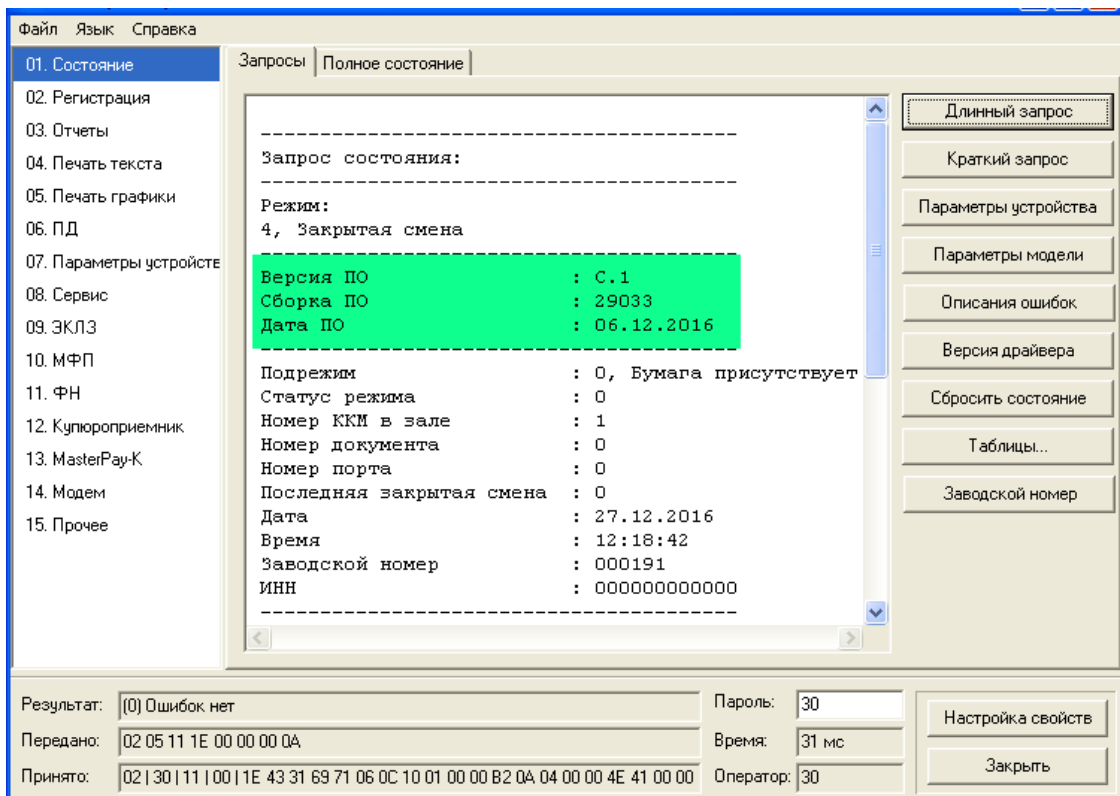 Файл Язык Справка
01. Состояние
02. Регистрация
03. Отчеты
04. Печать текста
05. Печать графики
06. ПД
07. Параметры устройств
08. Сервис
09. ЭКЛЗ
10. МФП
11. ФН
12. Купюроприемник
13. MasterPay-K
14. Модем
15. Прочее
Запросы Полное состояние
----------------------------------------
Запрос состояния:
----------------------------------------
Режим:
4, Закрытая смена
----------------------------------------
Версия ПО : C.1
Сборка ПО : 29033
Дата ПО : 06.12.2016
----------------------------------------
Подрежим : 0, Бумага присутствует
Статус режима : 0
Номер ККМ в зале : 1
Номер документа : 0
Номер порта : 0
Последняя закрытая смена : 0
Дата : 27.12.2016
Время : 12:18:42
Заводской номер : 000191
ИНН : 000000000000
----------------------------------------
Длинный запрос
Краткий запрос
Параметры устройства
Параметры модели
Описания ошибок
Версия драйвера
Сбросить состояние
Таблицы...
Заводской номер
Результат: (0) Ошибок нет
Передано: 02 05 11 1E 00 00 00 0A
Принято: 02 | 30 | 11 | 00 | 1E 43 31 69 71 06 0C 10 01 00 00 B2 0A 04 00 00 4E 41 00 00
Пароль: 30
Время: 31 мс
Оператор: 30
Настройка свойств
Закрыть